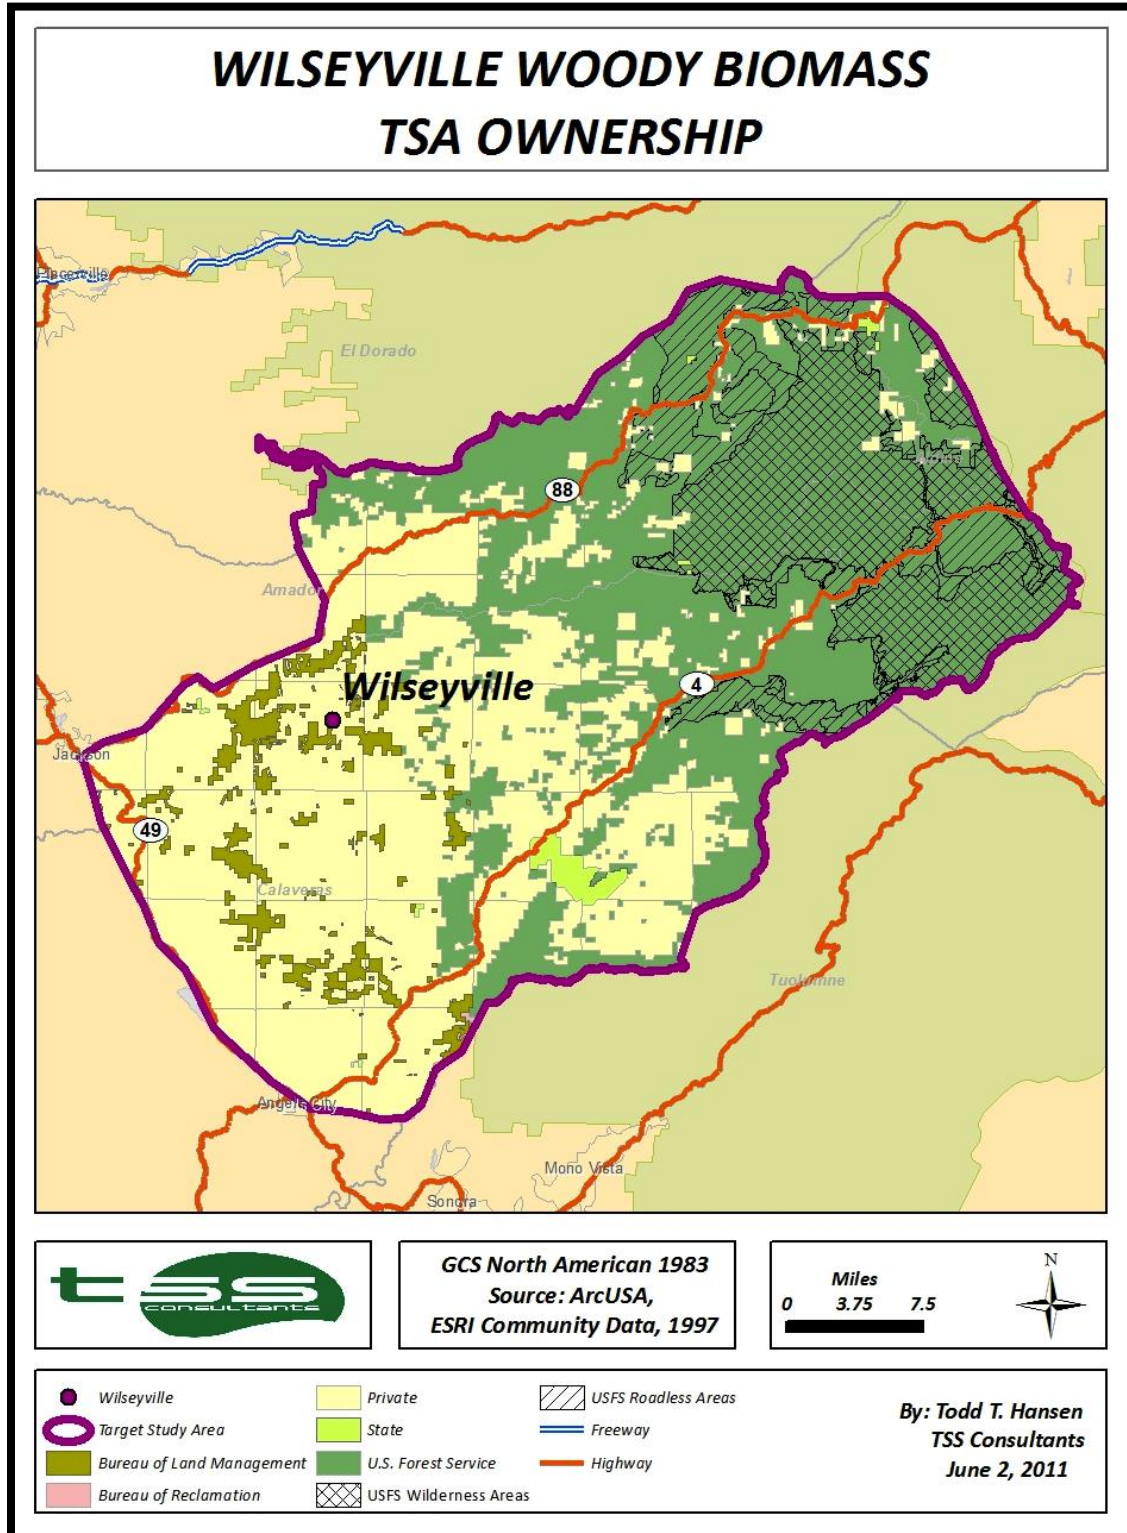 WILSEYVILLE WOODY BIOMASS
TSA OWNERSHIP
Placerville
El Dorado
Alpine
88
Amador
Wilseyville
4
Jackson
49
Calaveras
Tuolumne
Angels City
Mono Vista
Sonora
tss
consultants
GCS North American 1983
Source: ArcUSA,
ESRI Community Data, 1997
Miles
0 3.75 7.5
N
Wilseyville
Target Study Area
Bureau of Land Management
Bureau of Reclamation
Private
State
U.S. Forest Service
USFS Wilderness Areas
USFS Roadless Areas
Freeway
Highway
By: Todd T. Hansen
TSS Consultants
June 2, 2011